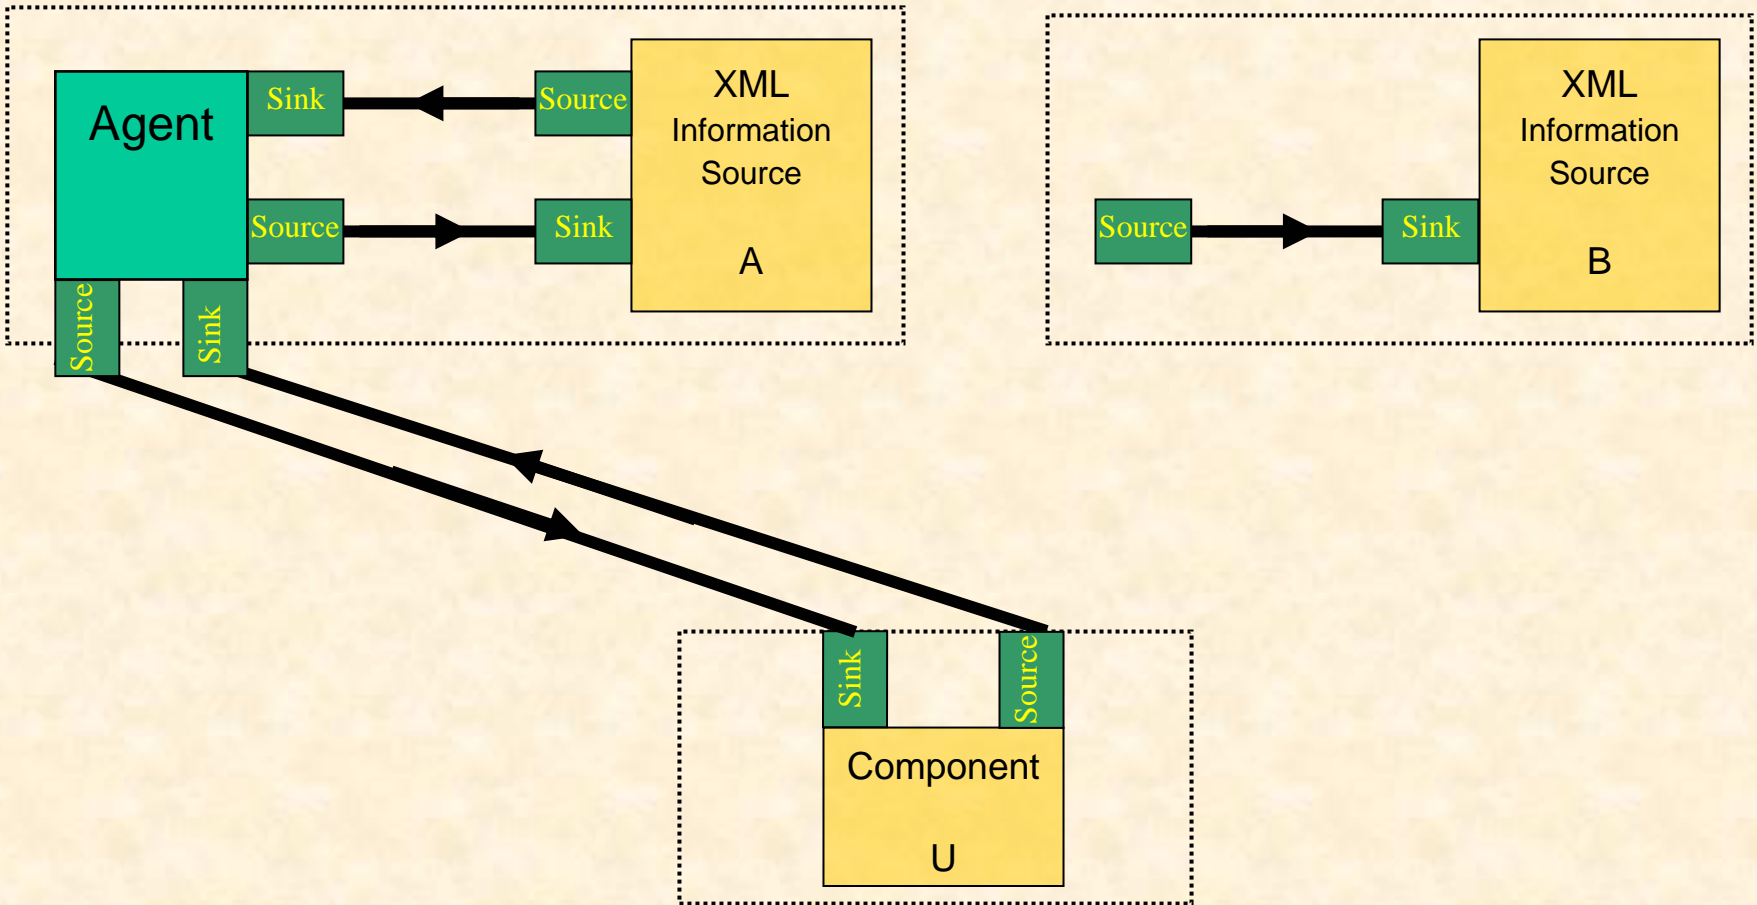 Agent
Sink
Source
XML
Information
Source
A
Source
Sink
Source
Sink
Source
Sink
XML
Information
Source
B
Sink
Source
Component
U